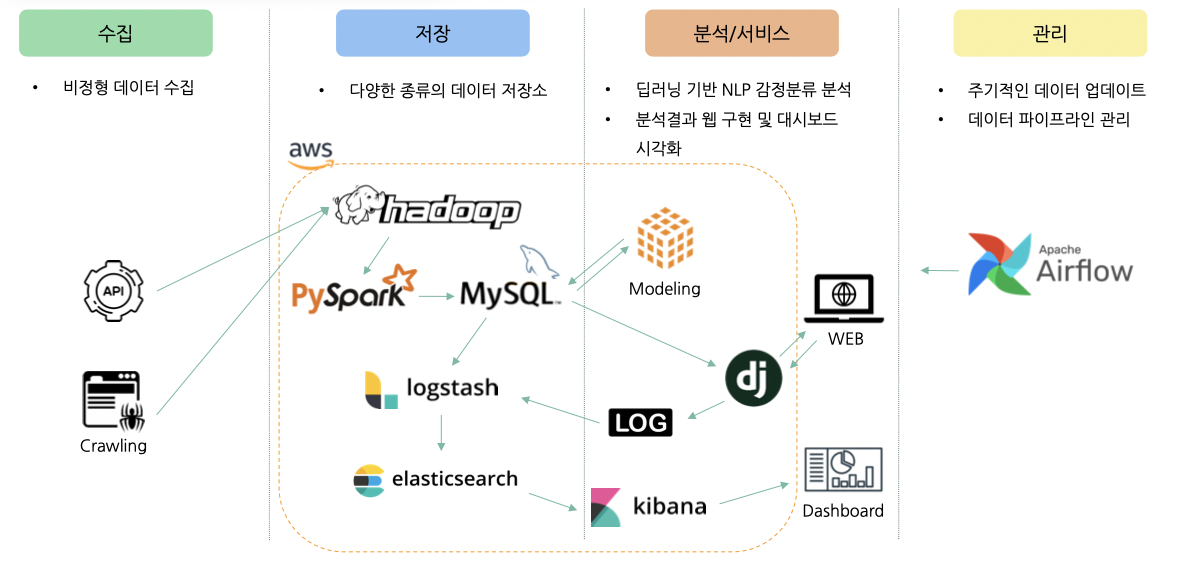 수집
저장
분석/서비스
관리
• 비정형 데이터 수집
• 다양한 종류의 데이터 저장소
• 딥러닝 기반 NLP 감정분류 분석
• 분석결과 웹 구현 및 대시보드
시각화
• 주기적인 데이터 업데이트
• 데이터 파이프라인 관리
aws
hadoop
API
PySpark
MySQL™
Modeling
WEB
Apache
Airflow
Crawling
logstash
dj
LOG
elasticsearch
kibana
Dashboard